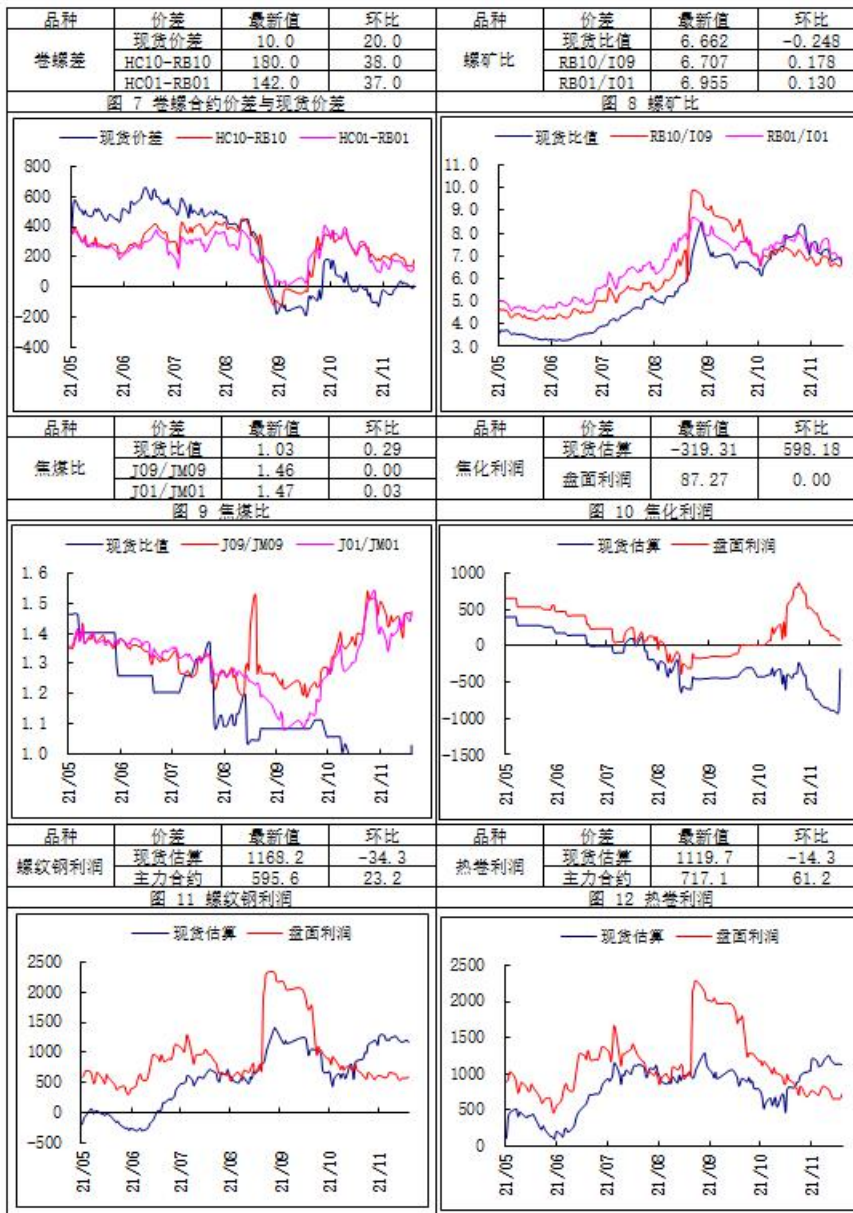 品种 价差 最新值 环比 品种 价差 最新值 环比
卷螺差 现货价差 10.0 20.0 螺矿比 现货比值 6.662 -0.248
HC10-RB10 180.0 38.0 RB10/I09 6.707 0.178
HC01-RB01 142.0 37.0 RB01/I01 6.955 0.130
图 7 卷螺合约价差与现货价差 图 8 螺矿比
现货价差 HC10-RB10 HC01-RB01
800
600
400
200
0
-200
-400
21/05 21/06 21/07 21/08 21/09 21/10 21/11
现货比值 RB10/I09 RB01/I01
11.0
10.0
9.0
8.0
7.0
6.0
5.0
4.0
3.0
21/05 21/06 21/07 21/08 21/09 21/10 21/11
品种 价差 最新值 环比 品种 价差 最新值 环比
焦煤比 现货比值 1.03 0.29 焦化利润 现货估算 -319.31 598.18
J09/JM09 1.46 0.00 盘面利润 87.27 0.00
J01/JM01 1.47 0.03
图 9 焦煤比 图 10 焦化利润
现货比值 J09/JM09 J01/JM01
1.6
1.5
1.4
1.3
1.2
1.1
1.0
21/05 21/06 21/07 21/08 21/09 21/10 21/11
现货估算 盘面利润
1000
500
0
-500
-1000
-1500
21/05 21/06 21/07 21/08 21/09 21/10 21/11
品种 价差 最新值 环比 品种 价差 最新值 环比
螺纹钢利润 现货估算 1168.2 -34.3 热卷利润 现货估算 1119.7 -14.3
主力合约 595.6 23.2 主力合约 717.1 61.2
图 11 螺纹钢利润 图 12 热卷利润
现货估算 盘面利润
2500
2000
1500
1000
500
0
-500
21/05 21/06 21/07 21/08 21/09 21/10 21/11
现货估算 盘面利润
2500
2000
1500
1000
500
0
21/05 21/06 21/07 21/08 21/09 21/10 21/11